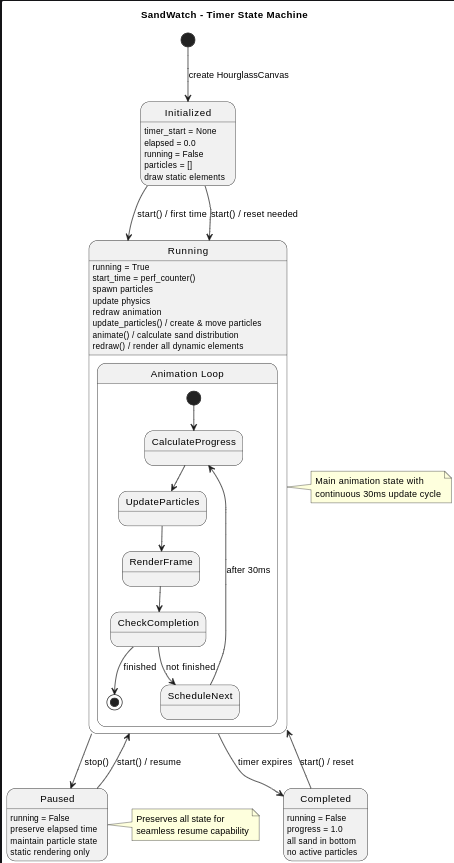 SandWatch - Timer State Machine
create HourglassCanvas
Initialized
timer_start = None
elapsed = 0.0
running = False
particles = []
draw static elements
start() / first time
start() / reset needed
Running
running = True
start_time = perf_counter()
spawn particles
update physics
redraw animation
update_particles() / create & move particles
animate() / calculate sand distribution
redraw() / render all dynamic elements
Animation Loop
CalculateProgress
UpdateParticles
RenderFrame
after 30ms
CheckCompletion
finished
not finished
ScheduleNext
Main animation state with
continuous 30ms update cycle
stop()
start() / resume
timer expires
start() / reset
Paused
running = False
preserve elapsed time
maintain particle state
static rendering only
Preserves all state for
seamless resume capability
Completed
running = False
progress = 1.0
all sand in bottom
no active particles